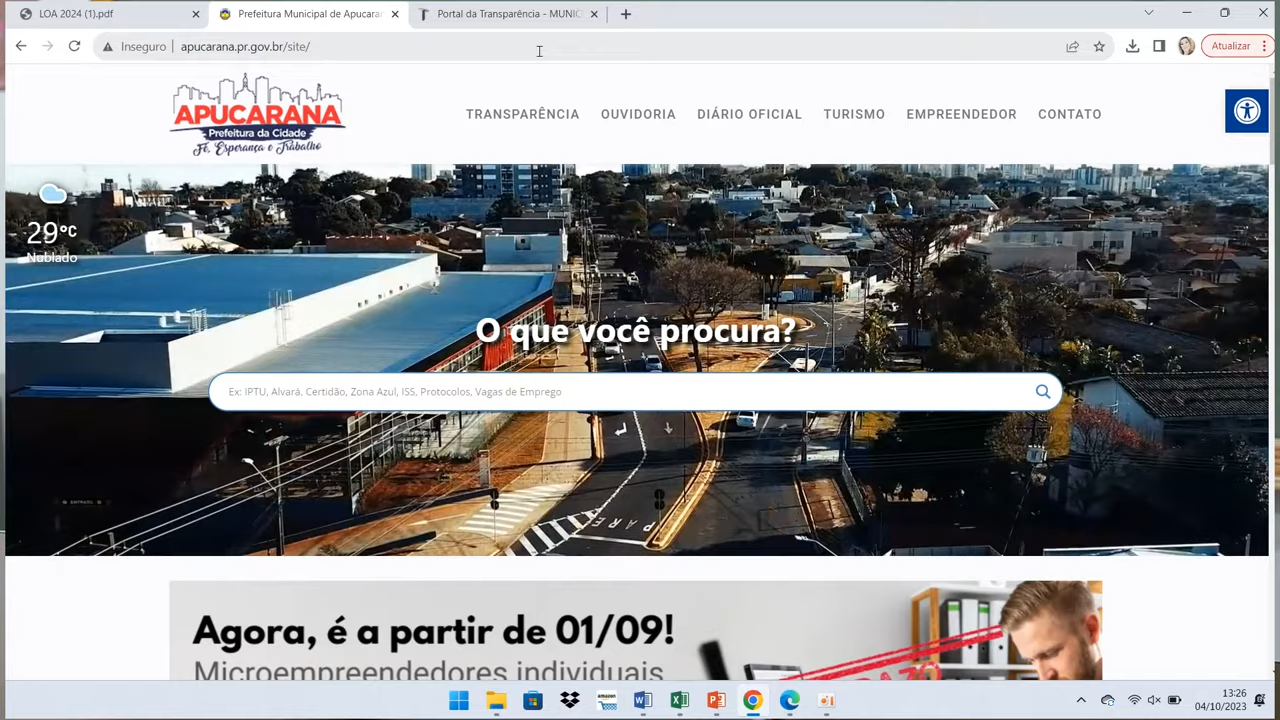 LOA 2024 (1).pdf
Prefeitura Municipal de Apucaran
Portal da Transparência - MUNIC
Inseguro
apucarana.pr.gov.br/site/
Atualizar
APUCARANA
Prefeitura da Cidade
Fé, Esperança e Trabalho
TRANSPARÊNCIA
OUVIDORIA
DIÁRIO OFICIAL
TURISMO
EMPREENDEDOR
CONTATO
29°C
Nublado
O que você procura?
Ex: IPTU, Alvará, Certidão, Zona Azul, ISS, Protocolos, Vagas de Emprego
PARE
Agora, é a partir de 01/09!
Microempreendedores individuais
amazon
13:26
04/10/2023